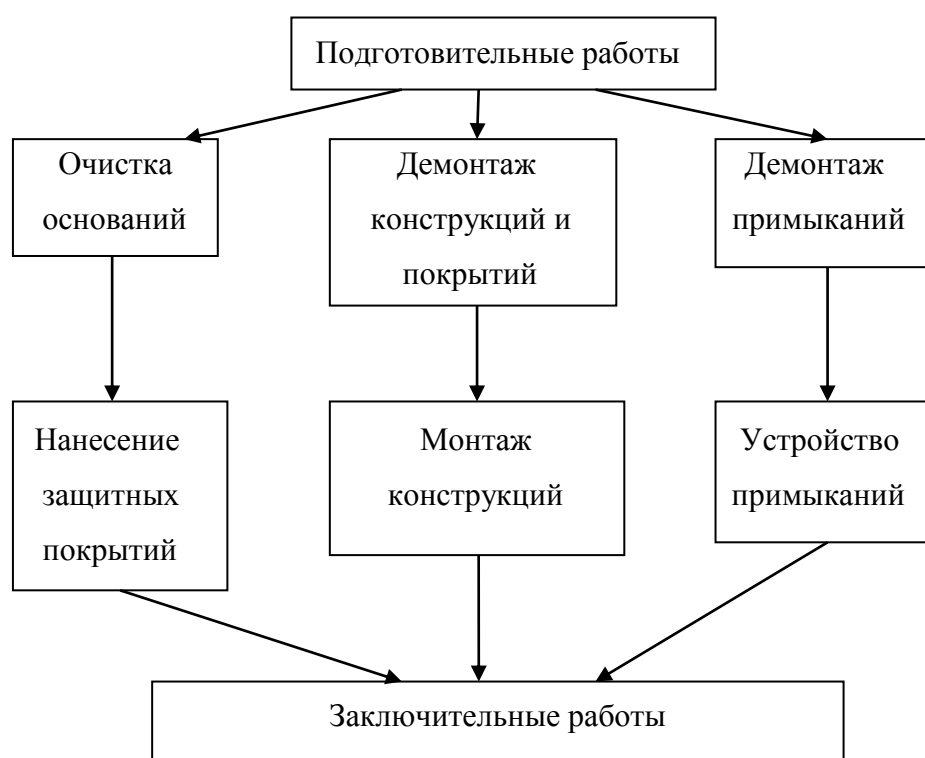 Подготовительные работы
Очистка
оснований
Демонтаж
конструкций и
покрытий
Демонтаж
примыканий
Нанесение
защитных
покрытий
Монтаж
конструкций
Устройство
примыканий
Заключительные работы